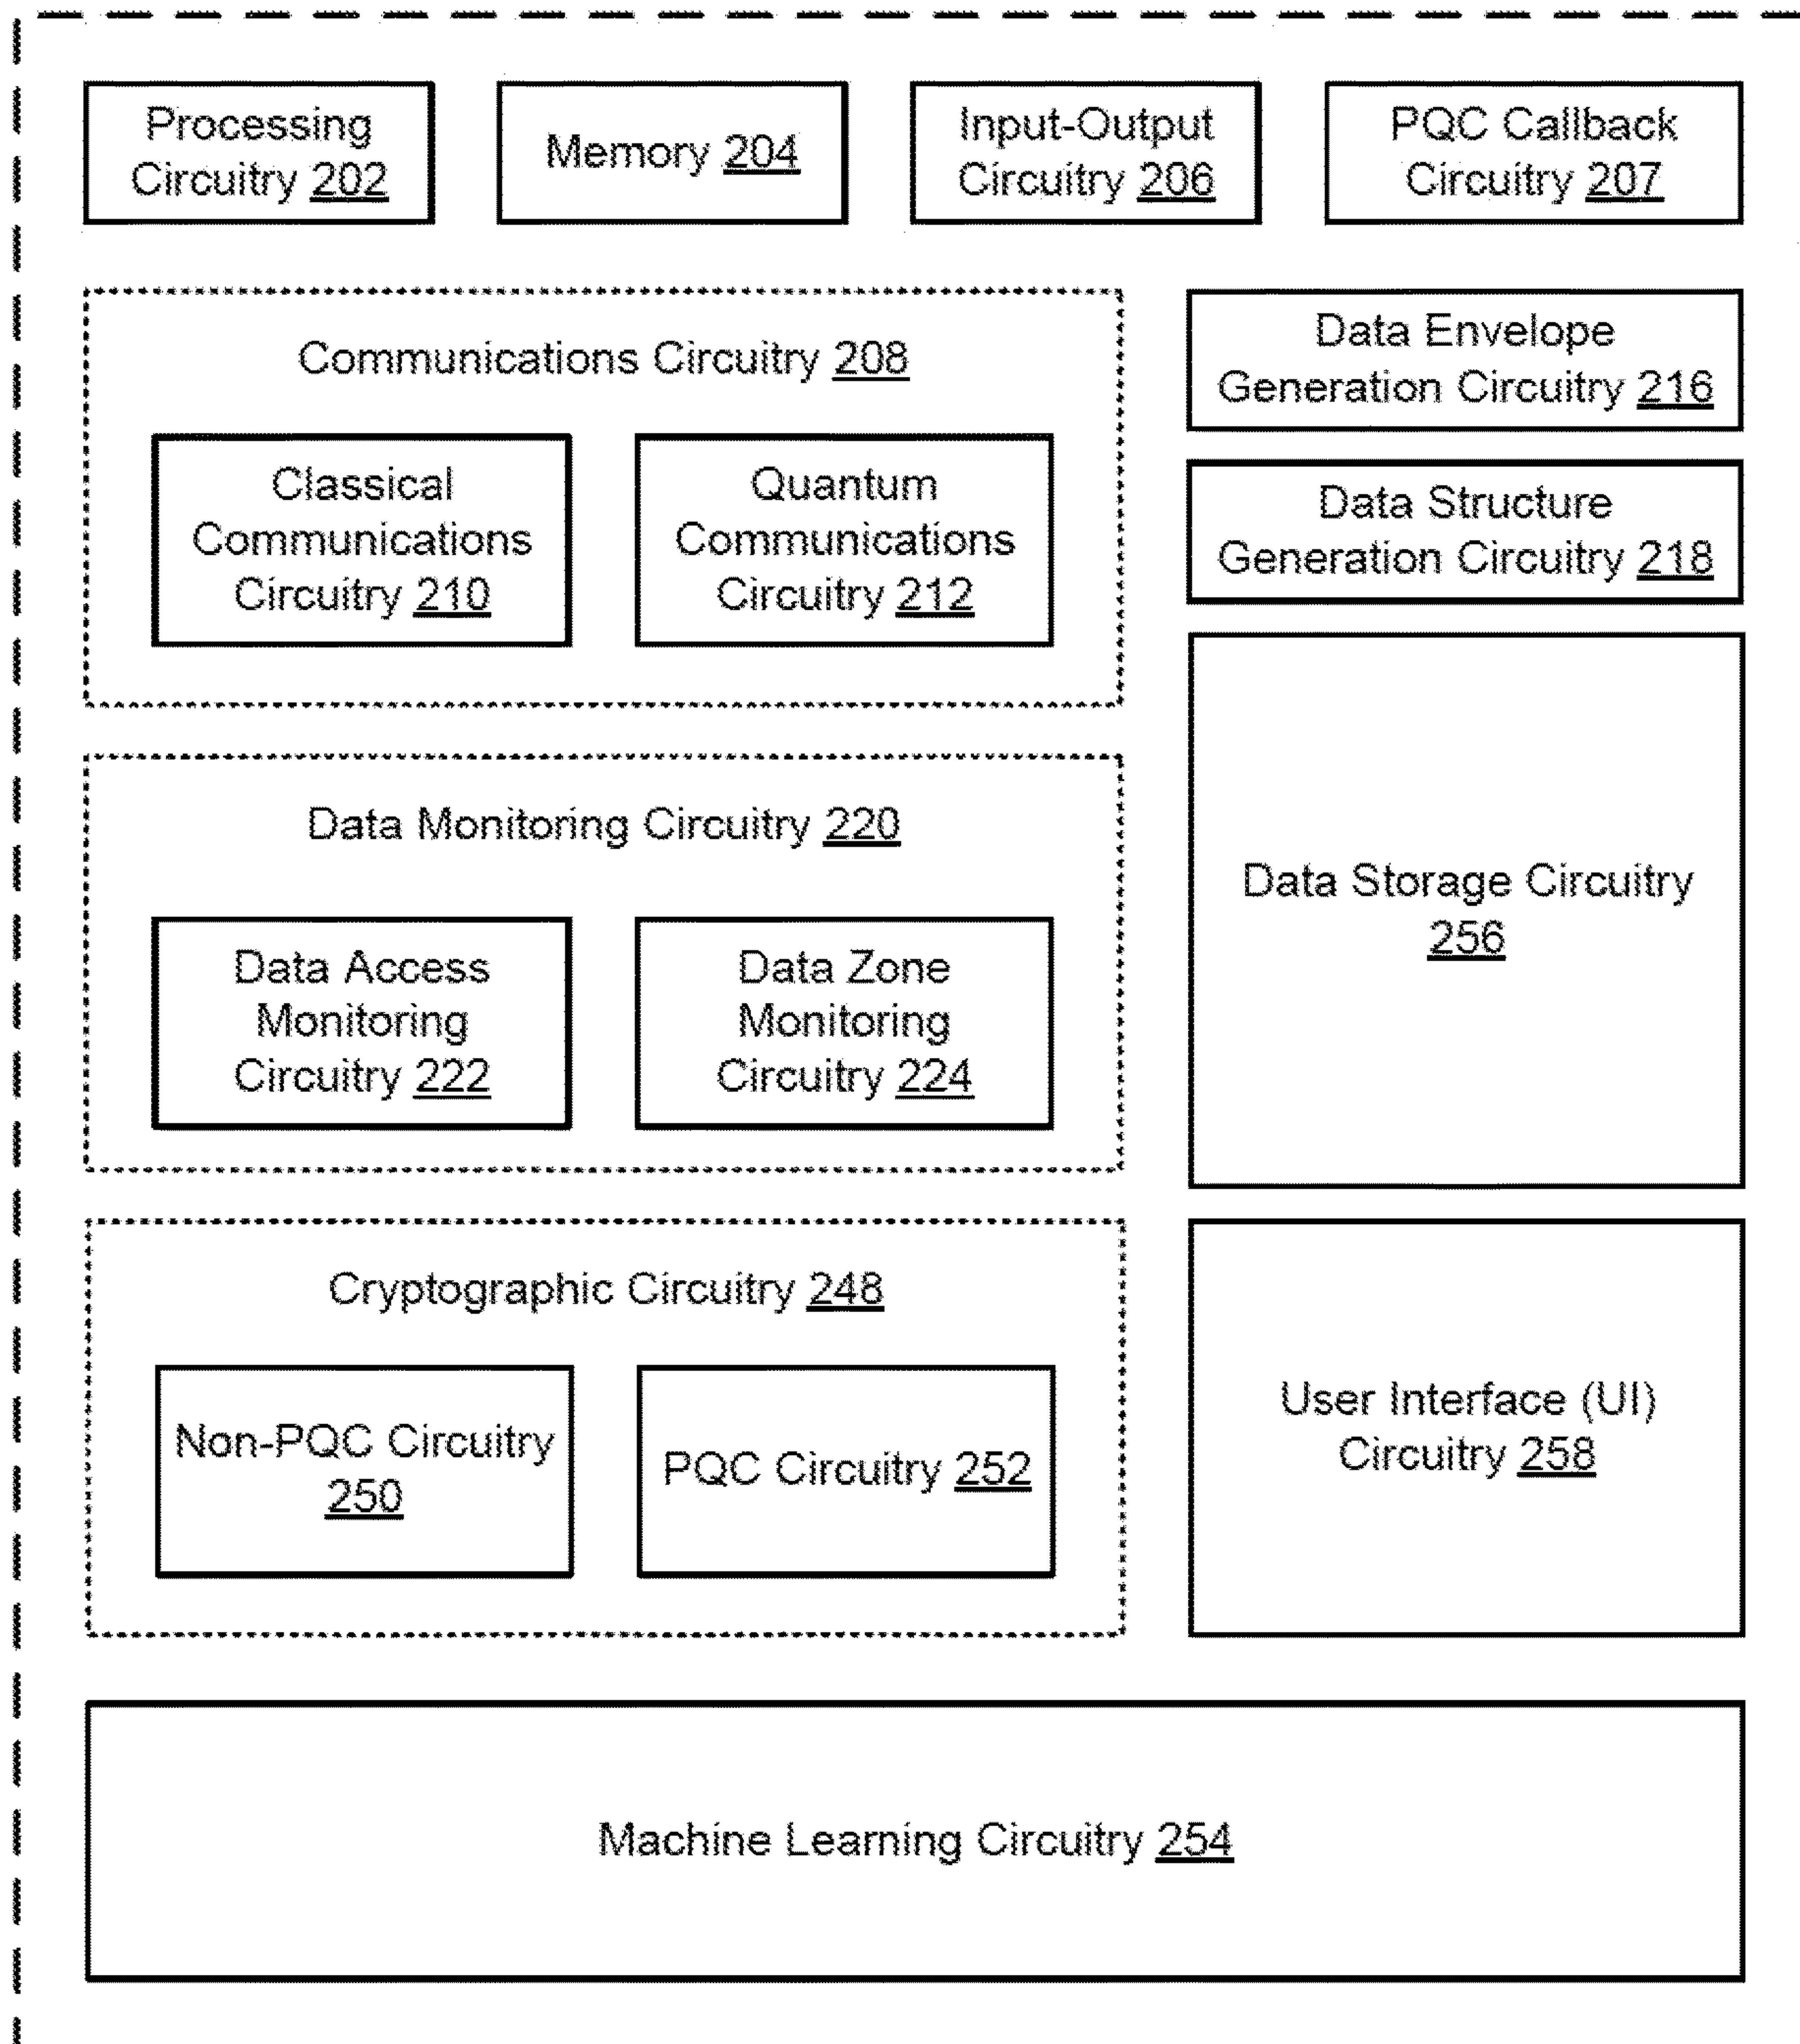 Processing
Circuitry 202
Memory 204
Input-Output
Circuitry 206
PQC Callback
Circuitry 207
Communications Circuitry 208
Classical
Communications
Circuitry 210
Quantum
Communications
Circuitry 212
Data Envelope
Generation Circuitry 216
Data Structure
Generation Circuitry 218
Data Monitoring Circuitry 220
Data Access
Monitoring
Circuitry 222
Data Zone
Monitoring
Circuitry 224
Data Storage Circuitry
256
Cryptographic Circuitry 248
Non-PQC Circuitry
250
PQC Circuitry 252
User Interface (UI)
Circuitry 258
Machine Learning Circuitry 254